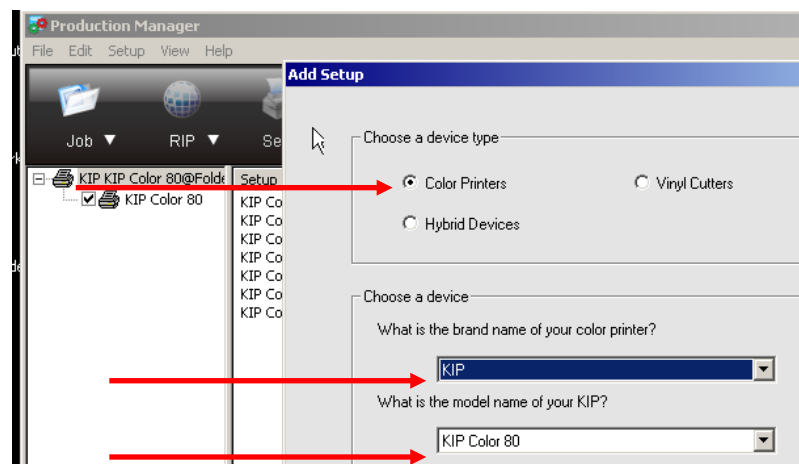 Production Manager
File Edit Setup View Help
Add Setup
Job RIP Se
Choose a device type
Color Printers
Vinyl Cutters
Hybrid Devices
KIP KIP Color 80@Folde
KIP Color 80
Setup
KIP Co
KIP Co
KIP Co
KIP Co
KIP Co
KIP Co
KIP Co
Choose a device
What is the brand name of your color printer?
KIP
What is the model name of your KIP?
KIP Color 80